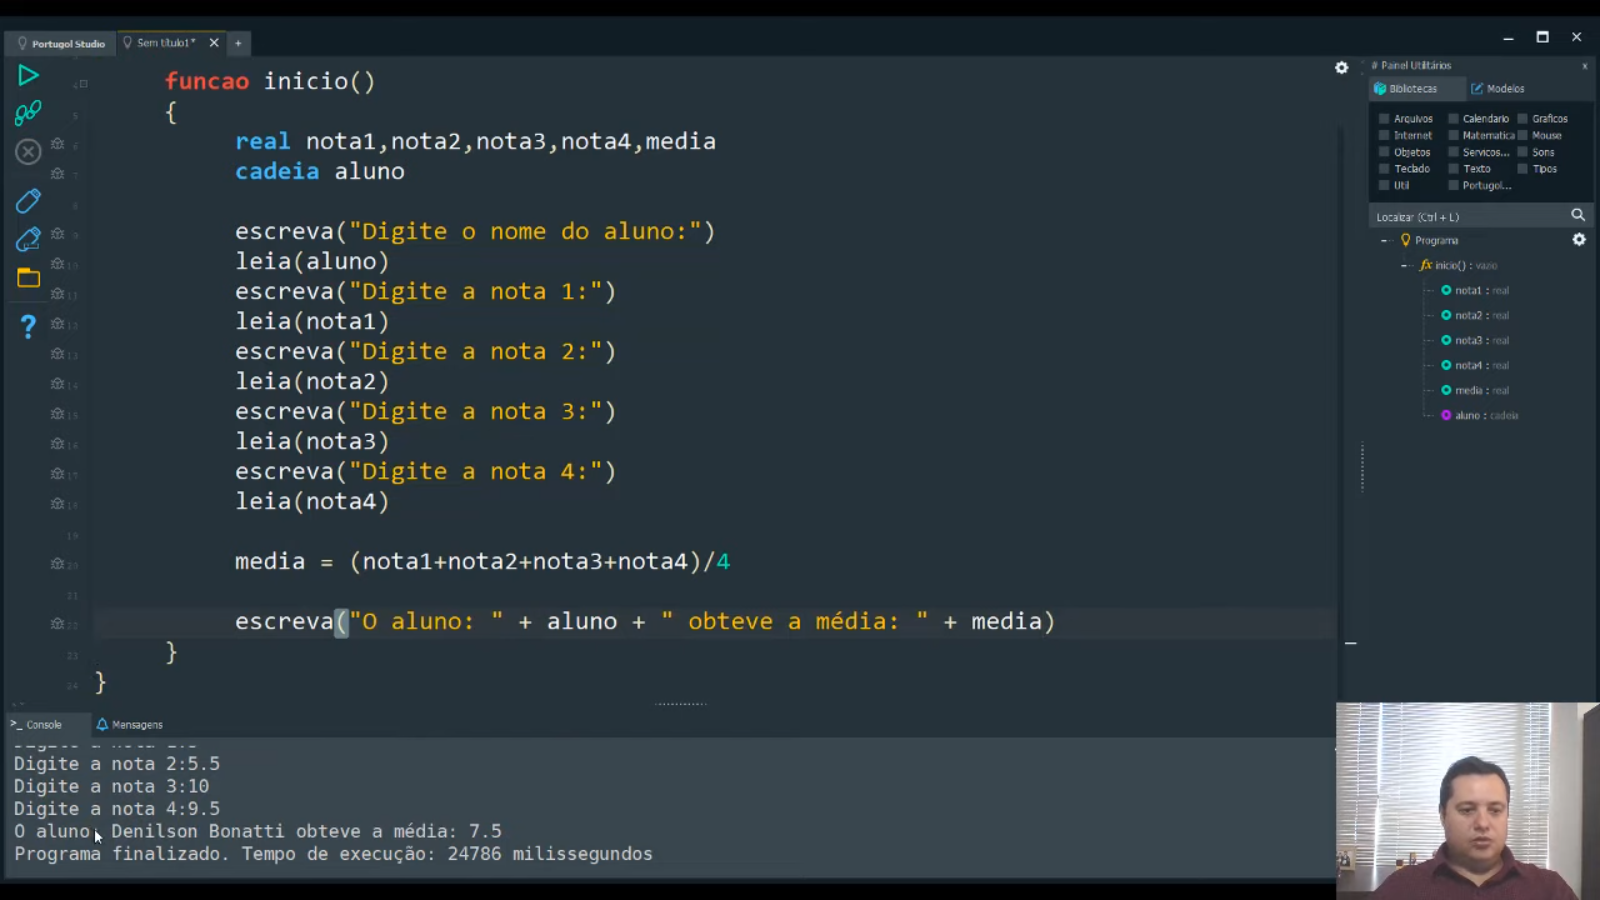 Portugol Studio
Sem título1*
funcao inicio()
{
real nota1,nota2,nota3,nota4,media
cadeia aluno
escreva("Digite o nome do aluno:")
leia(aluno)
escreva("Digite a nota 1:")
leia(nota1)
escreva("Digite a nota 2:")
leia(nota2)
escreva("Digite a nota 3:")
leia(nota3)
escreva("Digite a nota 4:")
leia(nota4)
media = (nota1+nota2+nota3+nota4)/4
escreva("O aluno: " + aluno + " obteve a média: " + media)
}
}
# Painel Utilitários
Bibliotecas Modelos
Arquivos Calendario Graficos
Internet Matematica Mouse
Objetos Servicos... Sons
Teclado Texto Tipos
Util Portugol...
Localizar (Ctrl + L)
Programa
fx inicio() : vazio
nota1 : real
nota2 : real
nota3 : real
nota4 : real
media : real
aluno : cadeia
>_ Console Mensagens
Digite a nota 2:5.5
Digite a nota 3:10
Digite a nota 4:9.5
O aluno: Denilson Bonatti obteve a média: 7.5
Programa finalizado. Tempo de execução: 24786 milissegundos